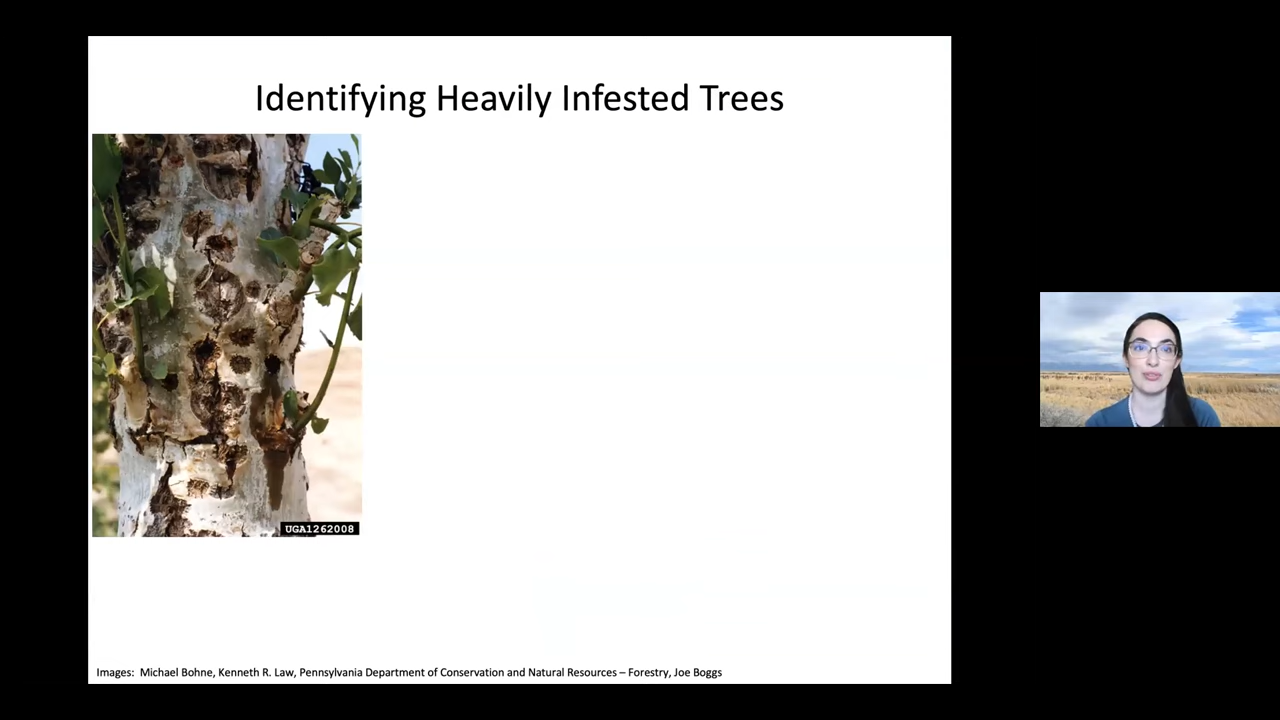 Identifying Heavily Infested Trees
UGA1262008
Images:  Michael Bohne, Kenneth R. Law, Pennsylvania Department of Conservation and Natural Resources – Forestry, Joe Boggs